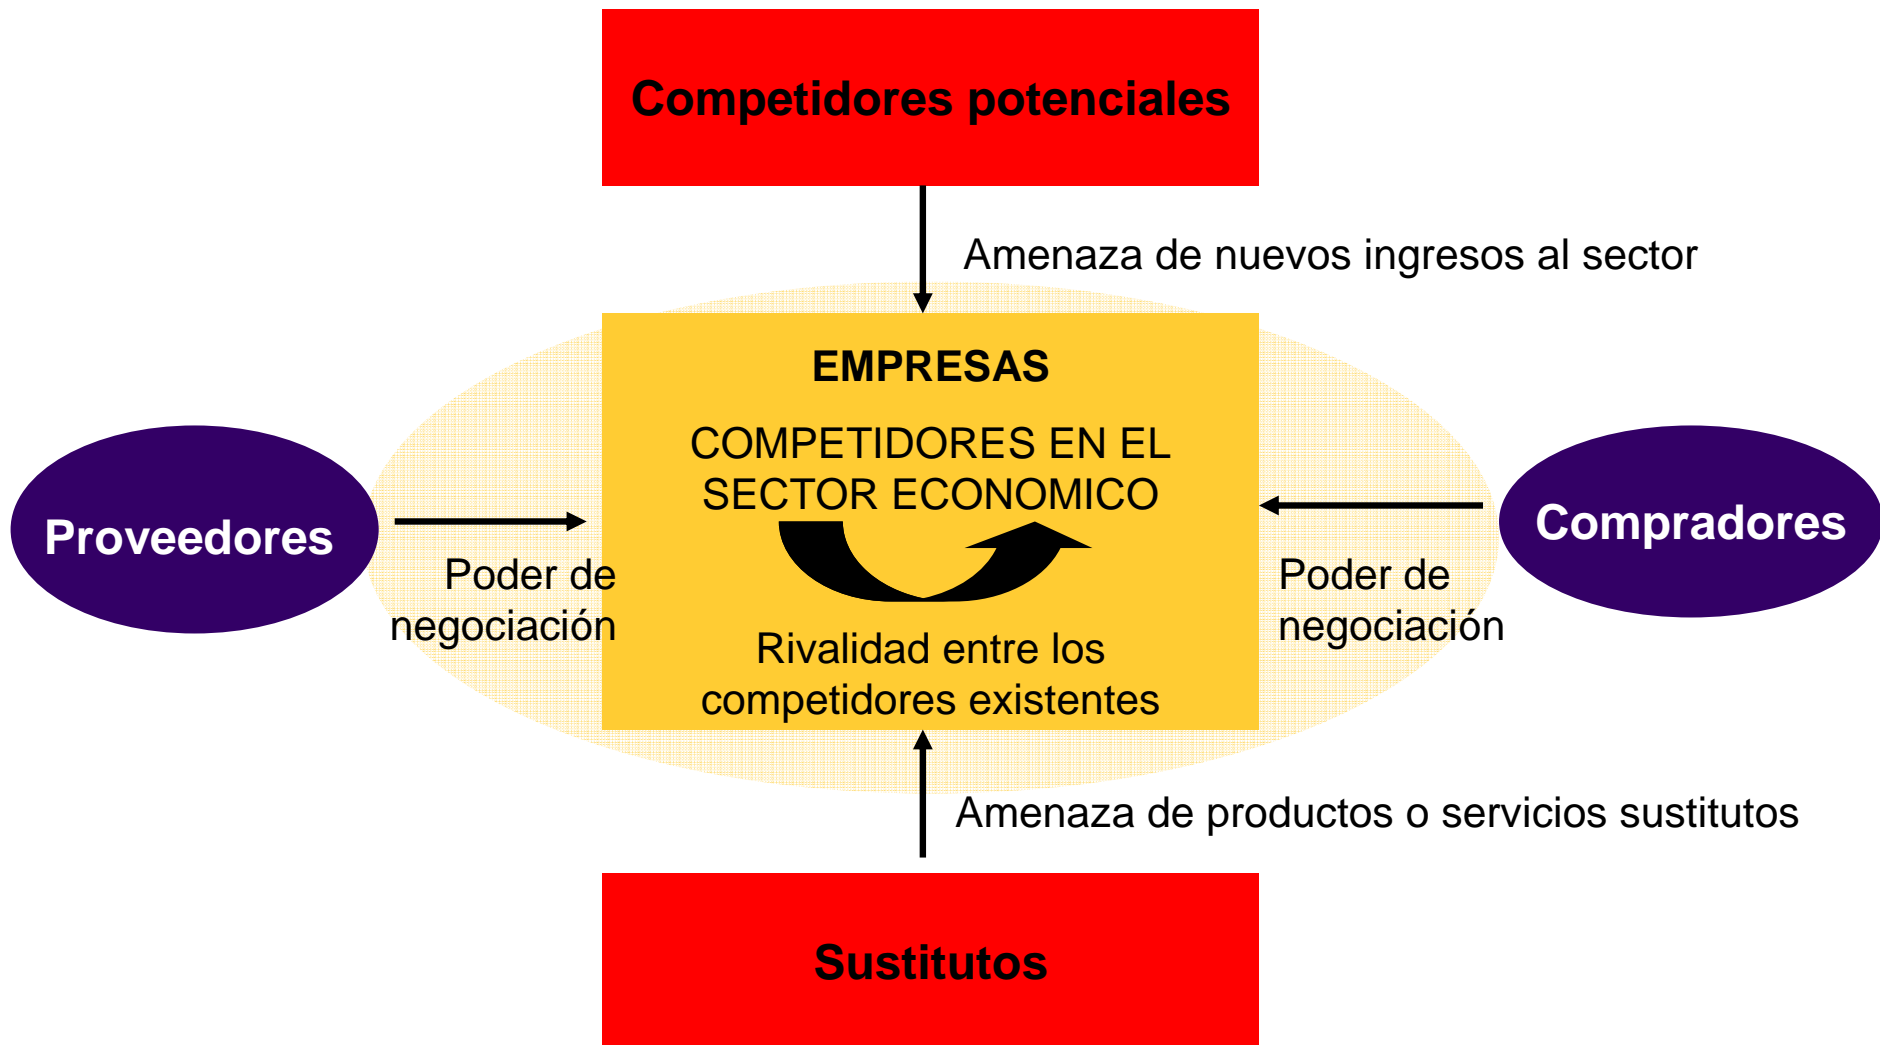 Competidores potenciales
Amenaza de nuevos ingresos al sector
EMPRESAS
COMPETIDORES EN EL
SECTOR ECONOMICO
Proveedores
Poder de
negociación
Compradores
Poder de
negociación
Rivalidad entre los
competidores existentes
Amenaza de productos o servicios sustitutos
Sustitutos